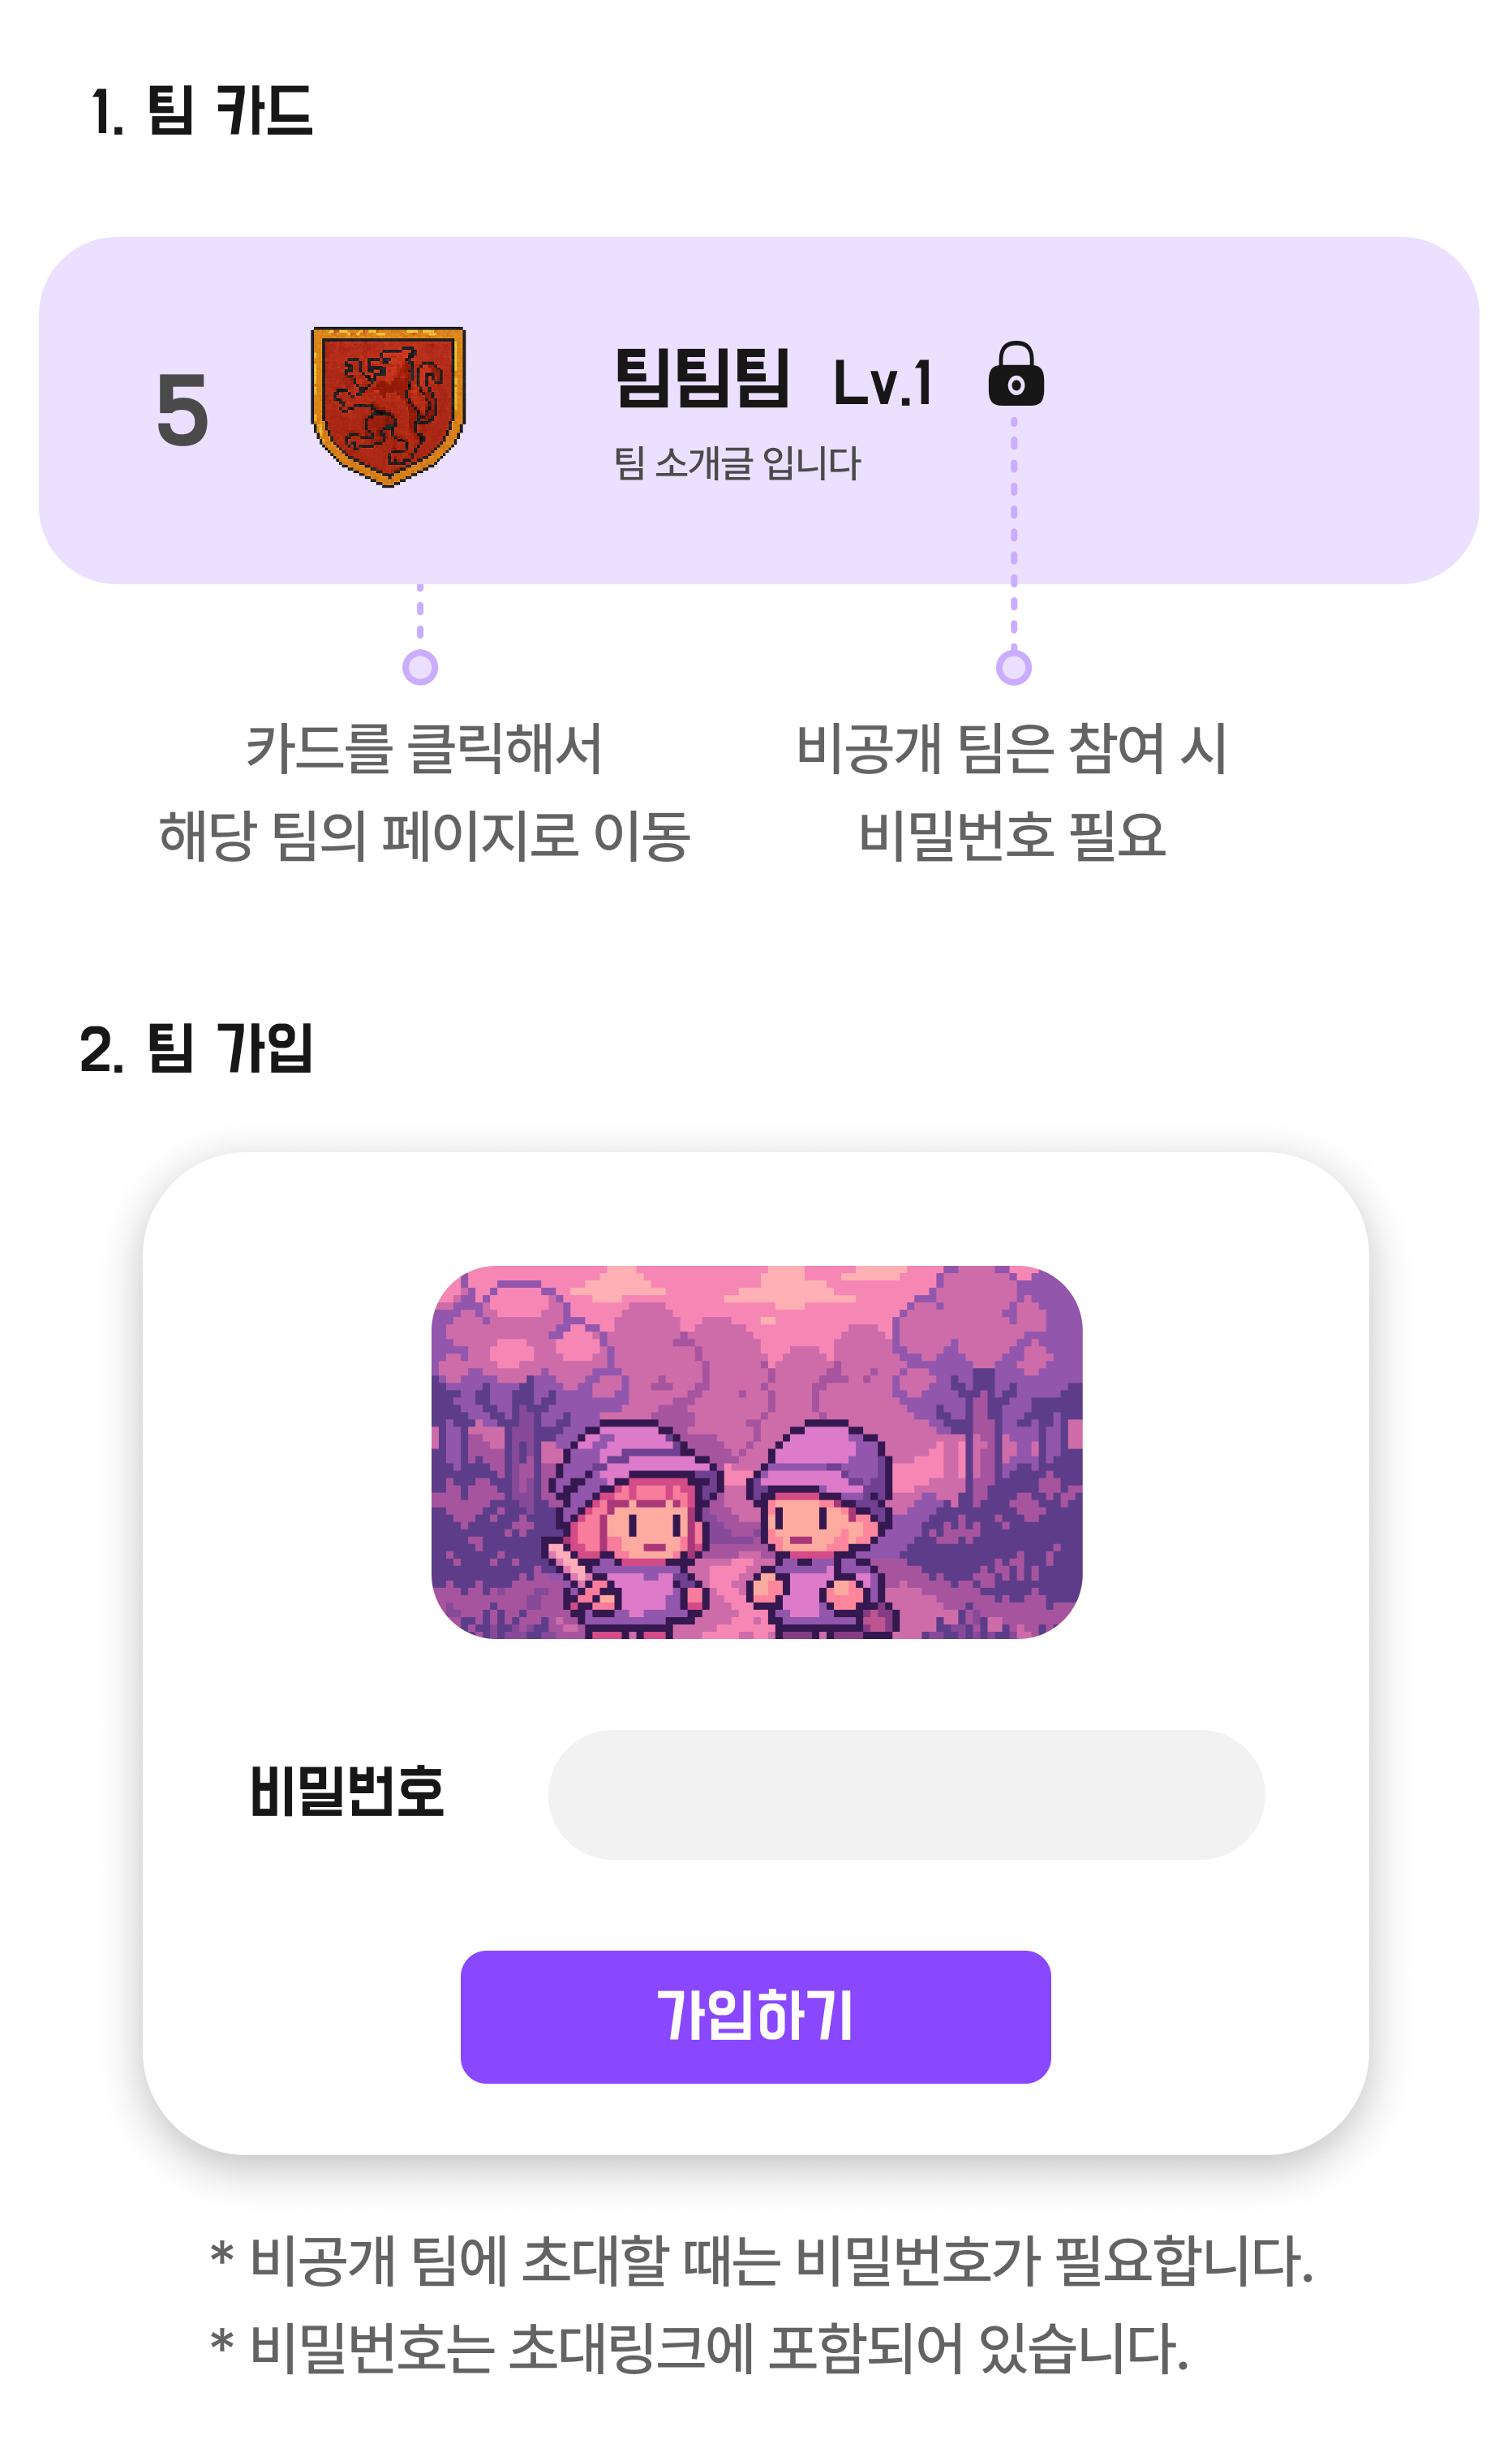 1. 팀 카드
5
팀팀팀 Lv.1
팀 소개글 입니다
카드를 클릭해서
해당 팀의 페이지로 이동
비공개 팀은 참여 시
비밀번호 필요
2. 팀 가입
비밀번호
가입하기
* 비공개 팀에 초대할 때는 비밀번호가 필요합니다.
* 비밀번호는 초대링크에 포함되어 있습니다.